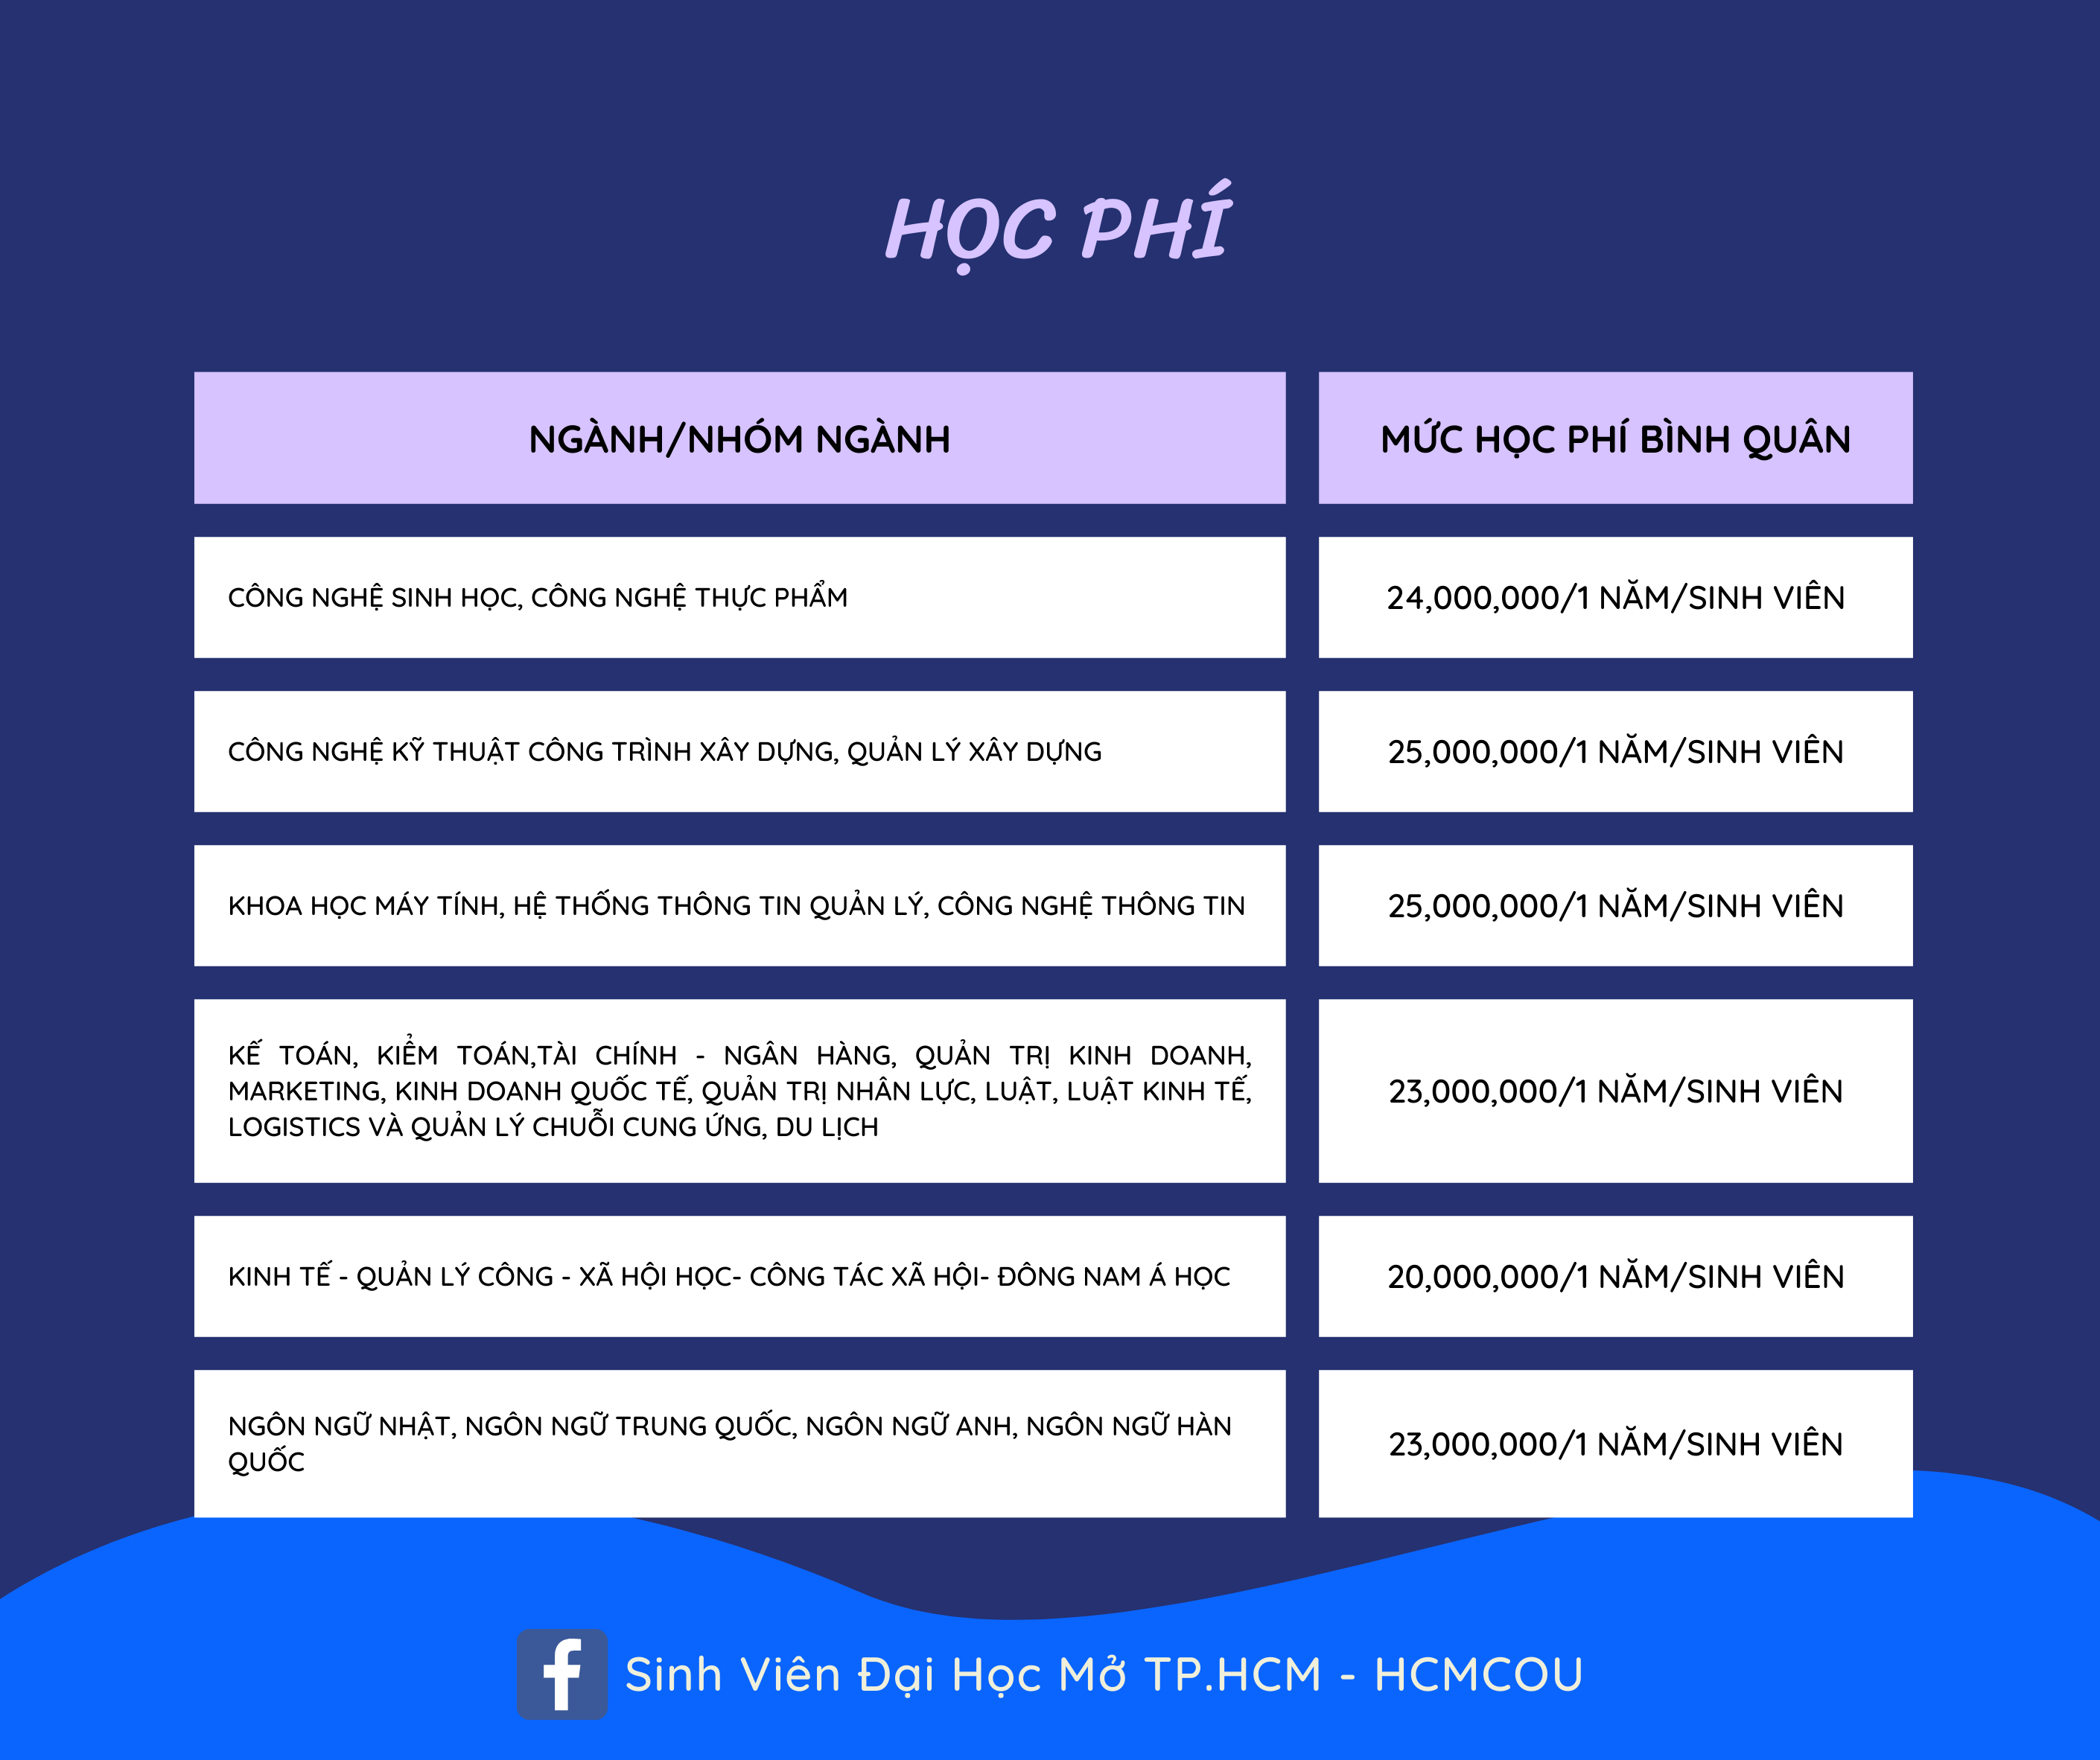 HỌC PHÍ
NGÀNH/NHÓM NGÀNH
MỨC HỌC PHÍ BÌNH QUÂN
CÔNG NGHỆ SINH HỌC, CÔNG NGHỆ THỰC PHẨM
24,000,000/1 NĂM/SINH VIÊN
CÔNG NGHỆ KỸ THUẬT CÔNG TRÌNH XÂY DỰNG, QUẢN LÝ XÂY DỰNG
25,000,000/1 NĂM/SINH VIÊN
KHOA HỌC MÁY TÍNH, HỆ THỐNG THÔNG TIN QUẢN LÝ, CÔNG NGHỆ THÔNG TIN
25,000,000/1 NĂM/SINH VIÊN
KẾ TOÁN, KIỂM TOÁN,TÀI CHÍNH - NGÂN HÀNG, QUẢN TRỊ KINH DOANH,
MARKETING, KINH DOANH QUỐC TẾ, QUẢN TRỊ NHÂN LỰC, LUẬT, LUẬT KINH TẾ,
LOGISTICS VÀ QUẢN LÝ CHUỖI CUNG ỨNG, DU LỊCH
23,000,000/1 NĂM/SINH VIÊN
KINH TẾ - QUẢN LÝ CÔNG - XÃ HỘI HỌC- CÔNG TÁC XÃ HỘI- ĐÔNG NAM Á HỌC
20,000,000/1 NĂM/SINH VIÊN
NGÔN NGỮ NHẬT, NGÔN NGỮ TRUNG QUỐC, NGÔN NGỮ ANH, NGÔN NGỮ HÀN
QUỐC
23,000,000/1 NĂM/SINH VIÊN
Sinh Viên Đại Học Mở TP.HCM - HCMCOU